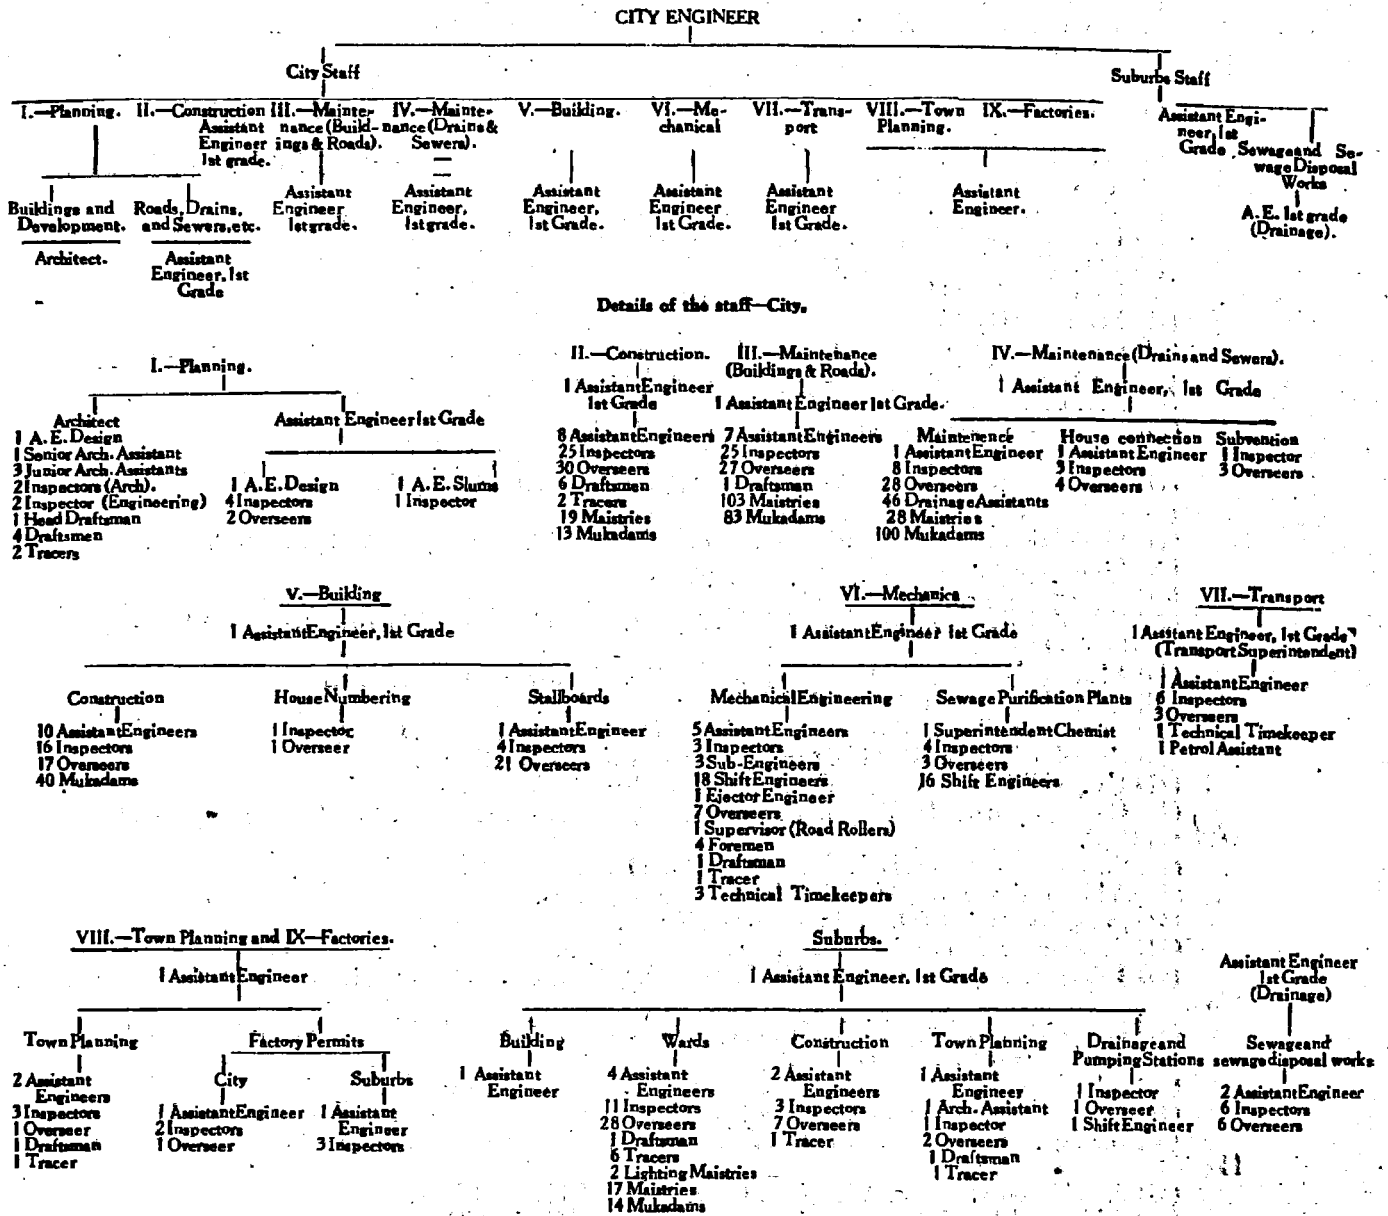 CITY ENGINEER
City Staff
Suburbs Staff
I.—Planning.
II.—Construction
Assistant
Engineer
1st grade.
III.—Mainte-
nance (Build-
ings & Roads).
IV.—Mainte-
nance (Drains &
Sewers).
V.—Building.
VI.—Me-
chanical
VII.—Trans-
port
VIII.—Town
Planning.
IX.—Factories.
Assistant Engi-
neer, 1st
Grade
Sewage and Se-
wage Disposal
Works
Buildings and
Development.
Roads, Drains,
and Sewers, etc.
Assistant
Engineer
1st grade.
Assistant
Engineer,
1st grade.
Assistant
Engineer,
1st Grade.
Assistant
Engineer
1st Grade.
Assistant
Engineer
1st Grade.
Assistant
Engineer.
A. E. 1st grade
(Drainage).
Architect.
Assistant
Engineer, 1st
Grade
Details of the staff—City.
I.—Planning.
Architect
1 A. E. Design
1 Senior Arch. Assistant
3 Junior Arch. Assistants
2 Inspectors (Arch).
2 Inspector (Engineering)
1 Head Draftsman
4 Draftsmen
2 Tracers
Assistant Engineer 1st Grade
1 A. E. Design
4 Inspectors
2 Overseers
1 A. E. Slums
1 Inspector
II.—Construction.
1 Assistant Engineer
1st Grade
8 Assistant Engineers
25 Inspectors
30 Overseers
6 Draftsmen
2 Tracers
19 Maistries
13 Mukadams
III.—Maintenance
(Buildings & Roads).
1 Assistant Engineer 1st Grade.
7 Assistant Engineers
25 Inspectors
27 Overseers
1 Draftsmen
103 Maistries
83 Mukadams
IV.—Maintenance (Drains and Sewers).
1 Assistant Engineer, 1st Grade
Maintenence
1 Assistant Engineer
8 Inspectors
28 Overseers
46 Drainage Assistants
28 Maistries
100 Mukadams
House connection
1 Assistant Engineer
3 Inspectors
4 Overseers
Subvention
1 Inspector
3 Overseers
V.—Building
1 Assistant Engineer, 1st Grade
Construction
10 Assistant Engineers
16 Inspectors
17 Overseers
40 Mukadams
House Numbering
1 Inspector
1 Overseer
Stallboards
1 Assistant Engineer
4 Inspectors
21 Overseers
VI.—Mechanica
1 Assistant Engineer 1st Grade
Mechanical Engineering
5 Assistant Engineers
3 Inspectors
3 Sub-Engineers
18 Shift Engineers
1 Ejector Engineer
7 Overseers
1 Supervisor (Road Rollers)
4 Foremen
1 Draftsman
1 Tracer
3 Technical Timekeepers
Sewage Purification Plants
1 Superintendent Chemist
4 Inspectors
3 Overseers
16 Shift Engineers
VII.—Transport
1 Assistant Engineer, 1st Grade
(Transport Superintendent)
1 Assistant Engineer
6 Inspectors
3 Overseers
1 Technical Timekeeper
1 Petrol Assistant
VIII.—Town Planning and IX—Factories.
1 Assistant Engineer
Town Planning
2 Assistant
Engineers
3 Inspectors
1 Overseer
1 Draftsman
1 Tracer
Factory Permits
City
1 Assistant Engineer
2 Inspectors
1 Overseer
Suburbs
1 Assistant
Engineer
3 Inspectors
Suburbs.
1 Assistant Engineer, 1st Grade
Building
1 Assistant
Engineer
Wards
4 Assistant
Engineers
11 Inspectors
28 Overseers
1 Draftsman
6 Tracers
2 Lighting Maistries
17 Maistries
14 Mukadams
Construction
2 Assistant
Engineers
3 Inspectors
7 Overseers
1 Tracer
Town Planning
1 Assistant
Engineer
1 Arch. Assistant
1 Inspector
2 Overseers
1 Draftsman
1 Tracer
Drainage and
Pumping Stations
1 Inspector
1 Overseer
1 Shift Engineer
Assistant Engineer
1st Grade
(Drainage)
Sewage and
sewage disposal works
2 Assistant Engineer
6 Inspectors
6 Overseers